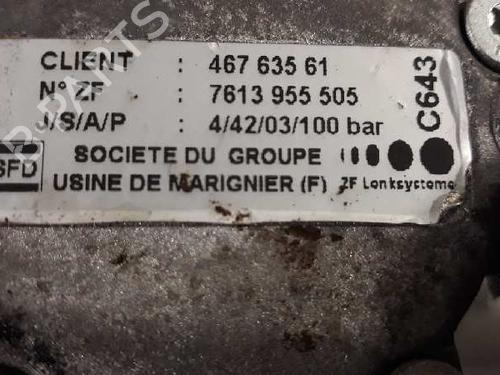 CLIENT : 467 635 61
N° ZF : 7613 955 505
J/S/A/P : 4/42/03/100 bar
C643
SFD
SOCIETE DU GROUPE
USINE DE MARIGNIER (F) ZF Lenksysteme